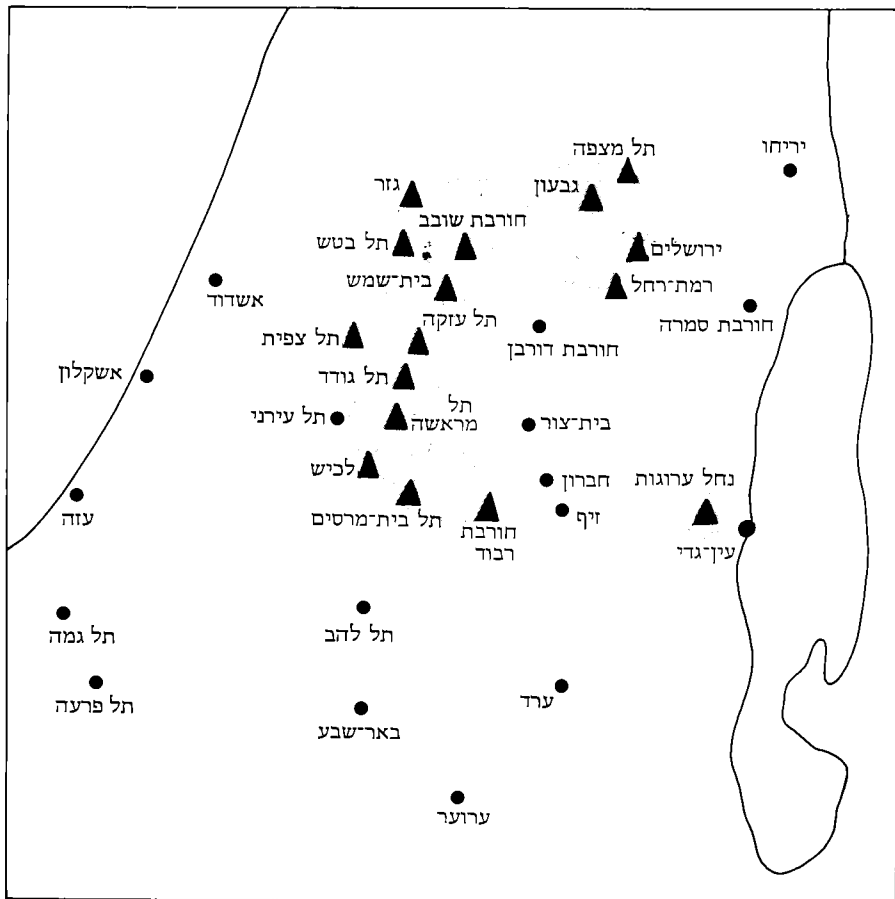 תל מצפה
יריחו
גזר
גבעון
חורבת שובב
תל בטש
ירושלים
בית־שמש
רמת־רחל
אשדוד
תל עזקה
חורבת סמרה
תל צפית
חורבת דורבן
אשקלון
תל גודד
תל
מראשה
תל עירני
בית־צור
לכיש
חברון
נחל ערוגות
עזה
תל בית־מרסים
חורבת
רבוד
זיף
עין־גדי
תל גמה
תל להב
תל פרעה
ערד
באר־שבע
ערוער